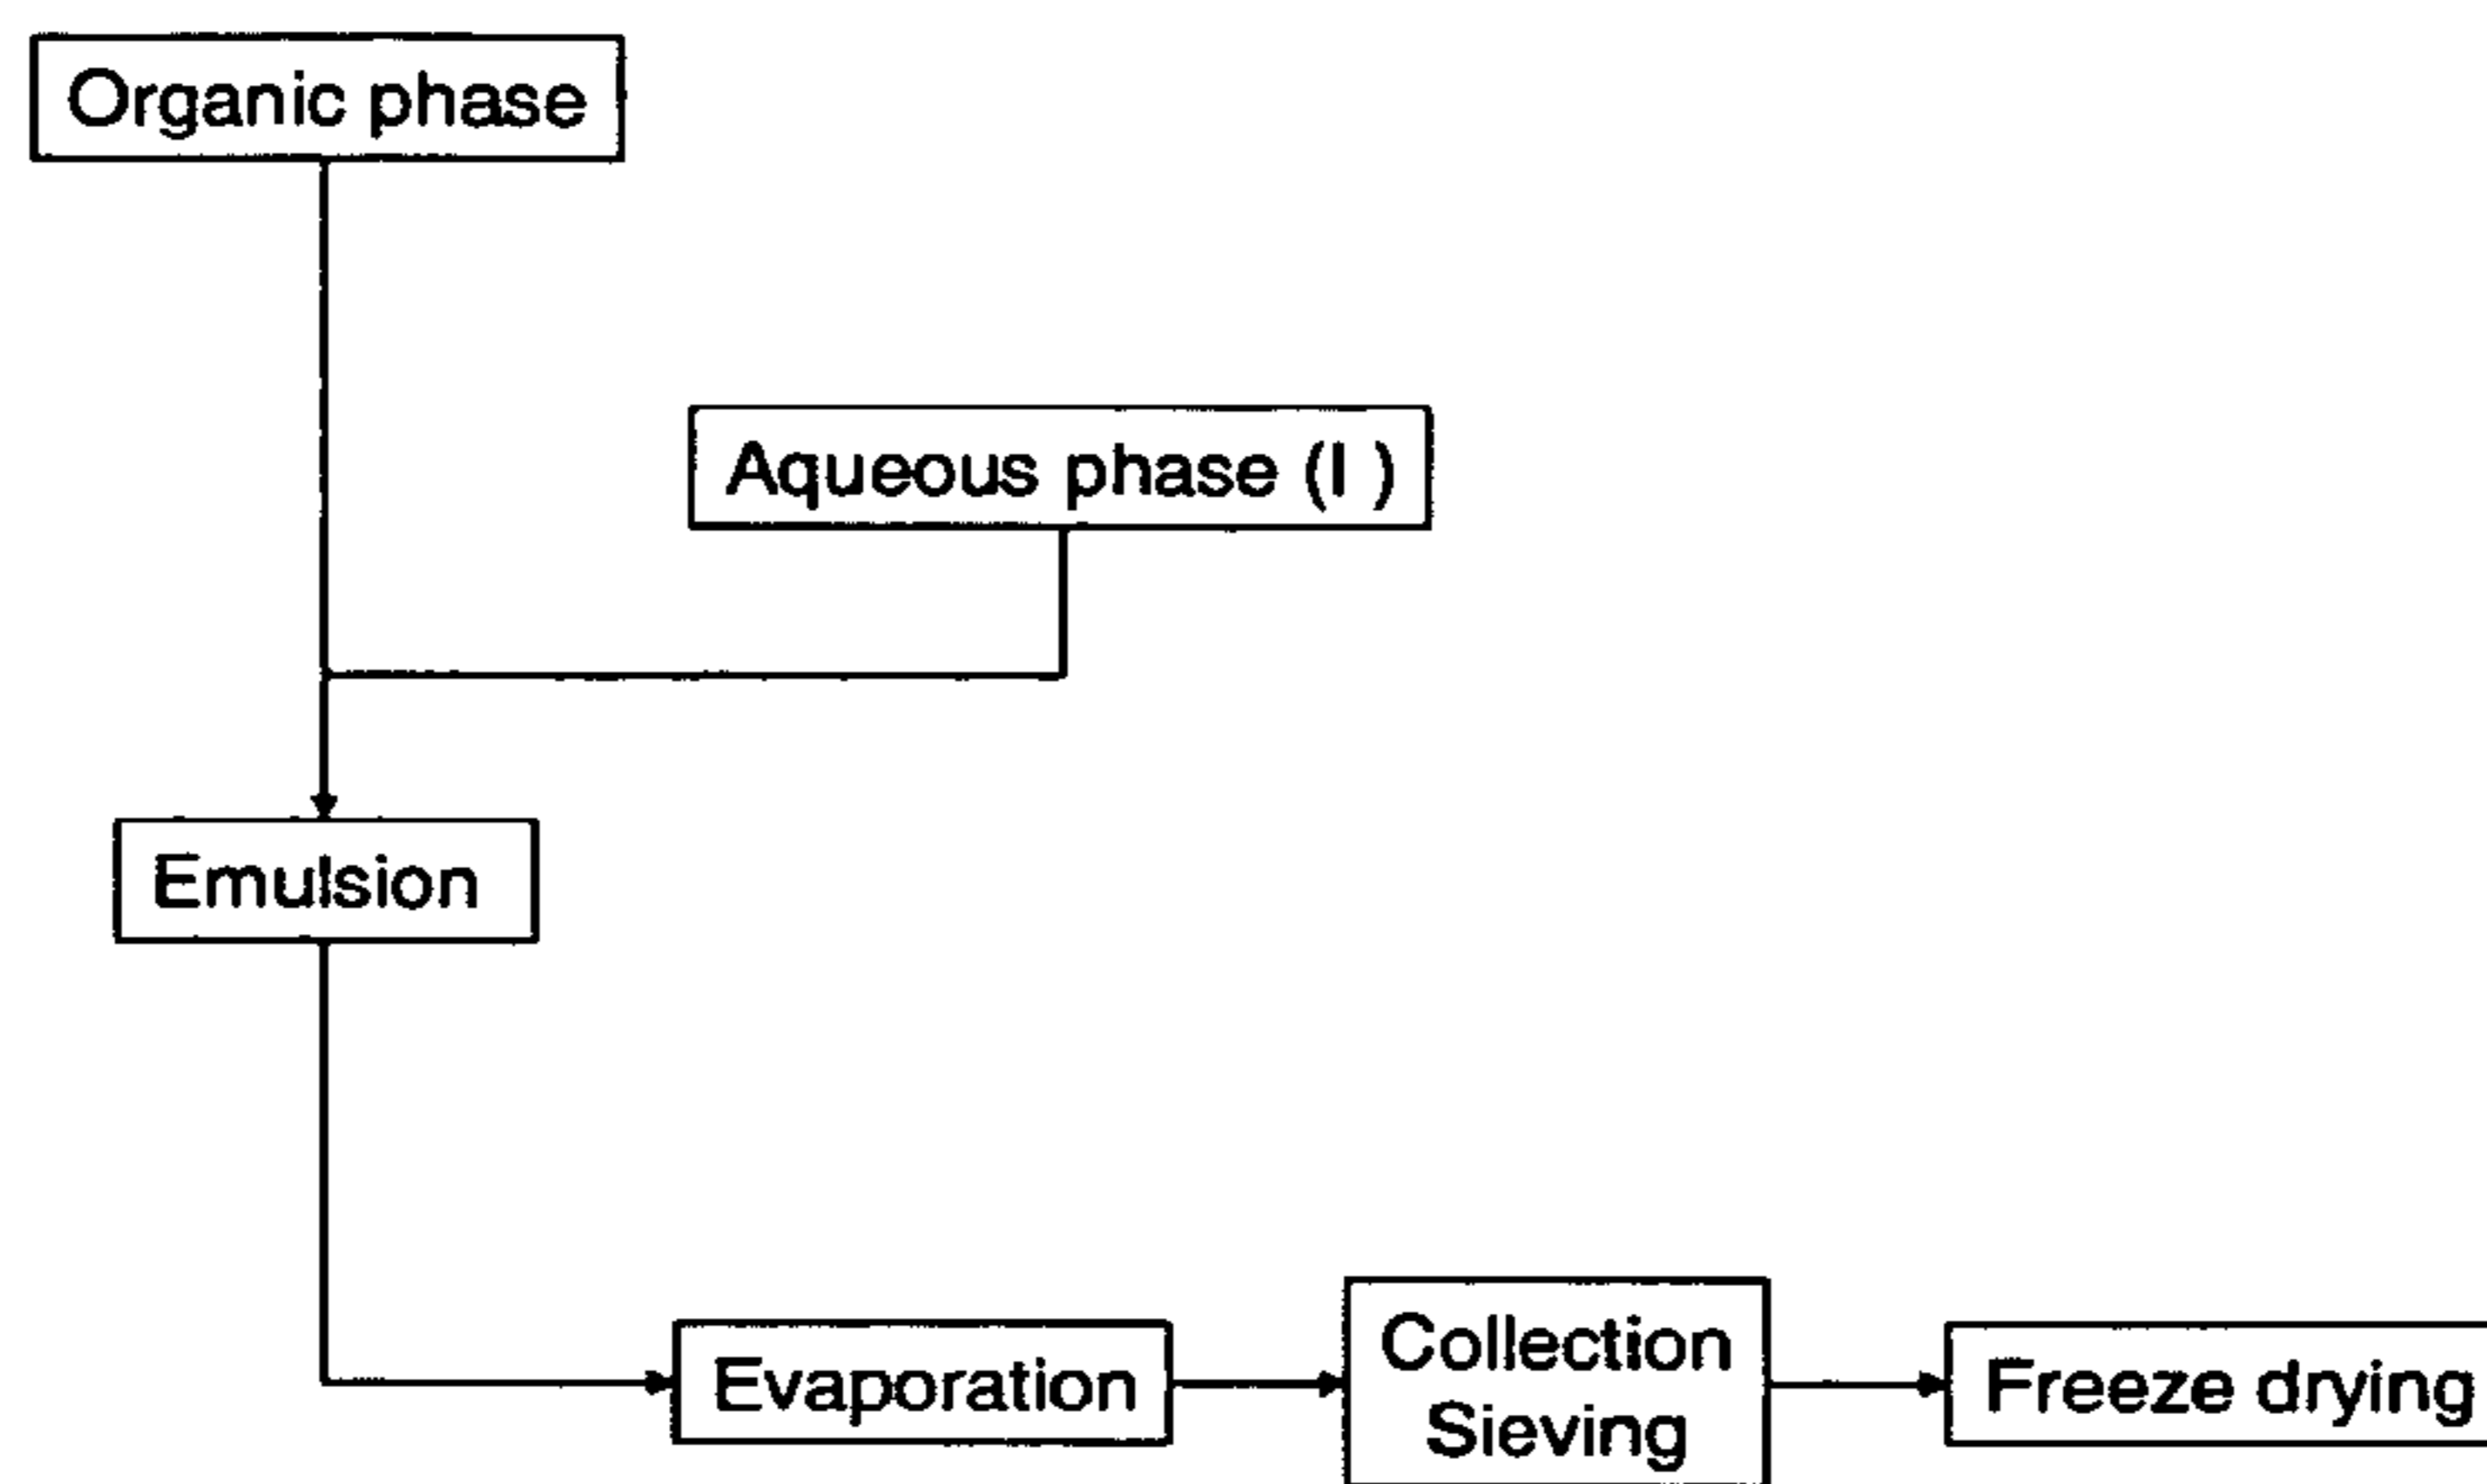 Organic phase
Aqueous phase (I )
Emulsion
Evaporation
Collection
Sieving
Freeze drying